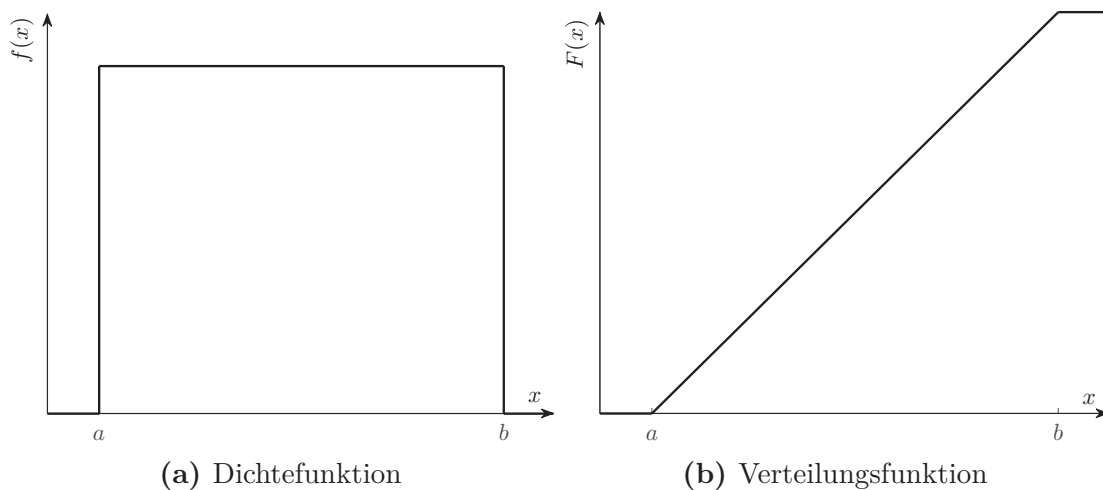 f(x)
x
a
b
(a) Dichtefunktion
F(x)
x
a
b
(b) Verteilungsfunktion